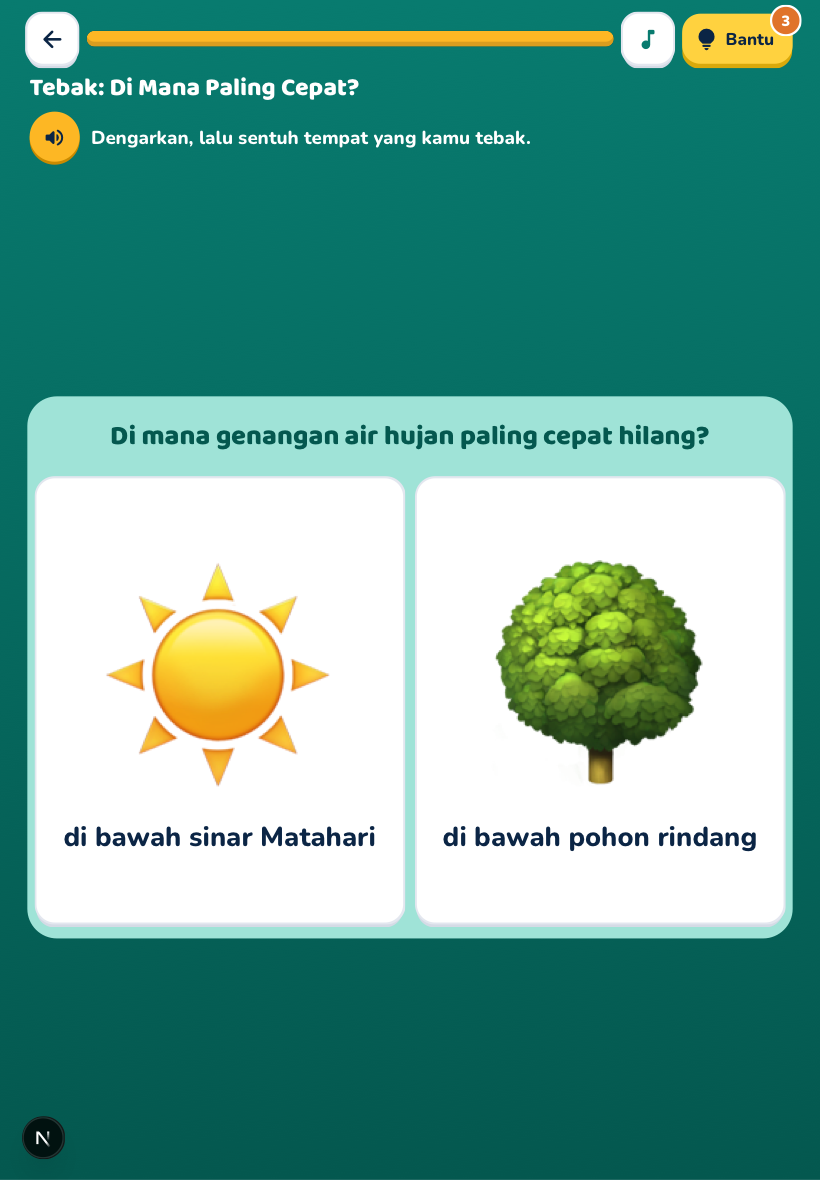 3
Bantu
Tebak: Di Mana Paling Cepat?
Dengarkan, lalu sentuh tempat yang kamu tebak.
Di mana genangan air hujan paling cepat hilang?
di bawah sinar Matahari
di bawah pohon rindang
N